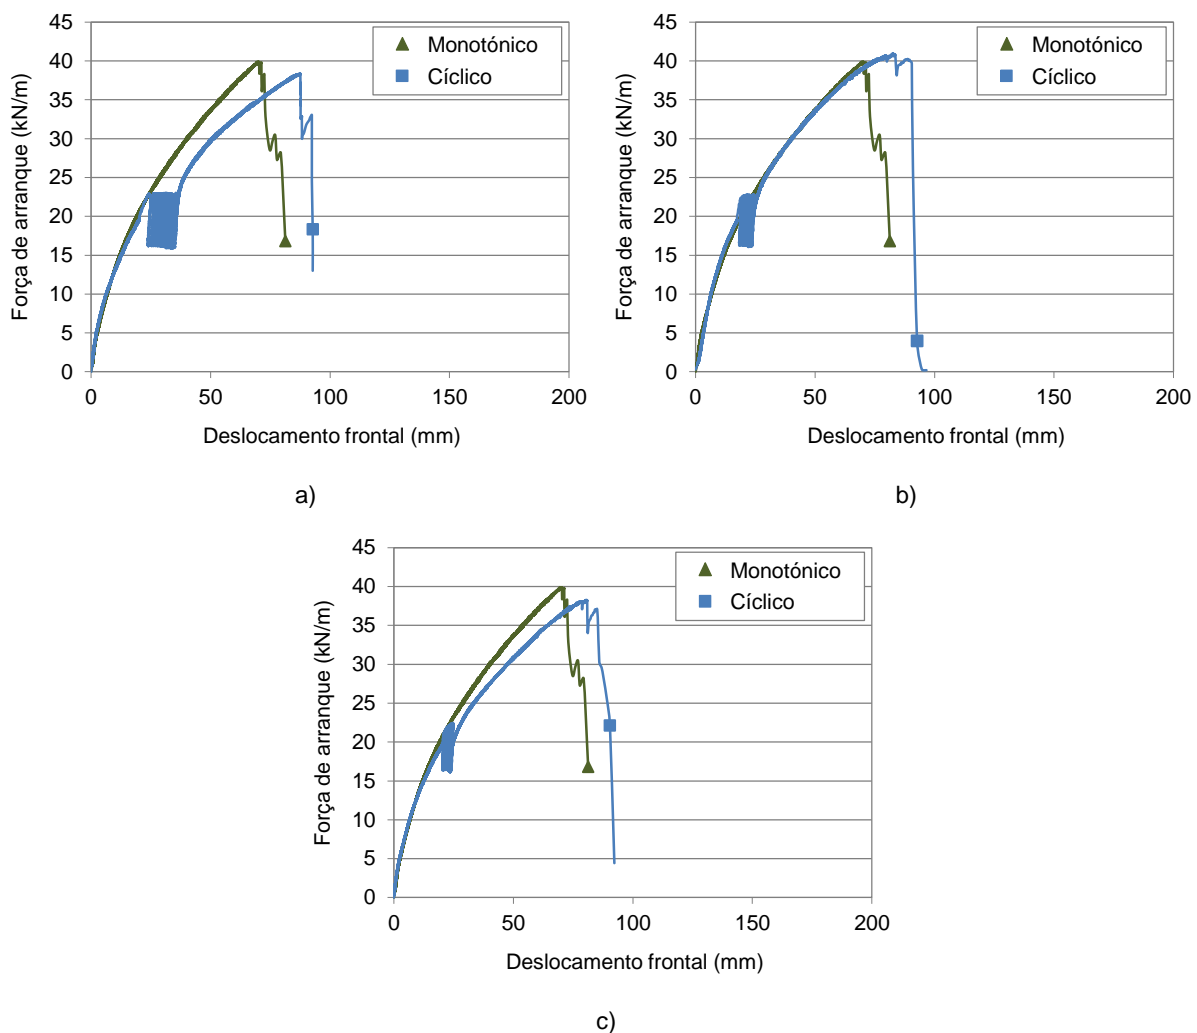 45
40
35
30
25
20
15
10
5
0
Força de arranque (kN/m)
Monotónico
Cíclico
0 50 100 150 200
Deslocamento frontal (mm)
a)
45
40
35
30
25
20
15
10
5
0
Força de arranque (kN/m)
Monotónico
Cíclico
0 50 100 150 200
Deslocamento frontal (mm)
b)
45
40
35
30
25
20
15
10
5
0
Força de arranque (kN/m)
Monotónico
Cíclico
0 50 100 150 200
Deslocamento frontal (mm)
c)